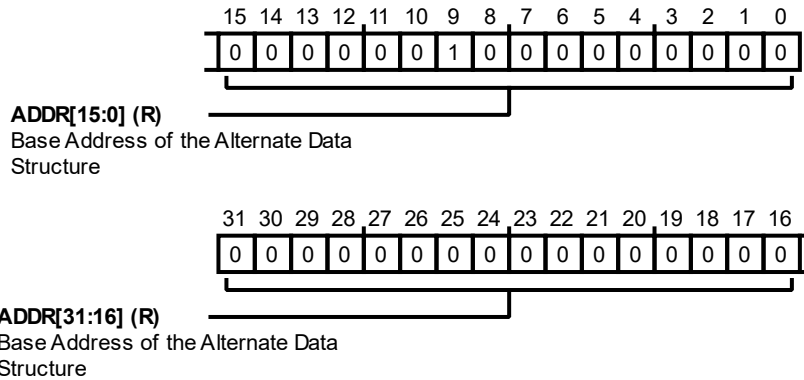 15 14 13 12 11 10 9 8 7 6 5 4 3 2 1 0
0 0 0 0 0 0 1 0 0 0 0 0 0 0 0 0
ADDR[15:0] (R)
Base Address of the Alternate Data
Structure
31 30 29 28 27 26 25 24 23 22 21 20 19 18 17 16
0 0 0 0 0 0 0 0 0 0 0 0 0 0 0 0
ADDR[31:16] (R)
Base Address of the Alternate Data
Structure